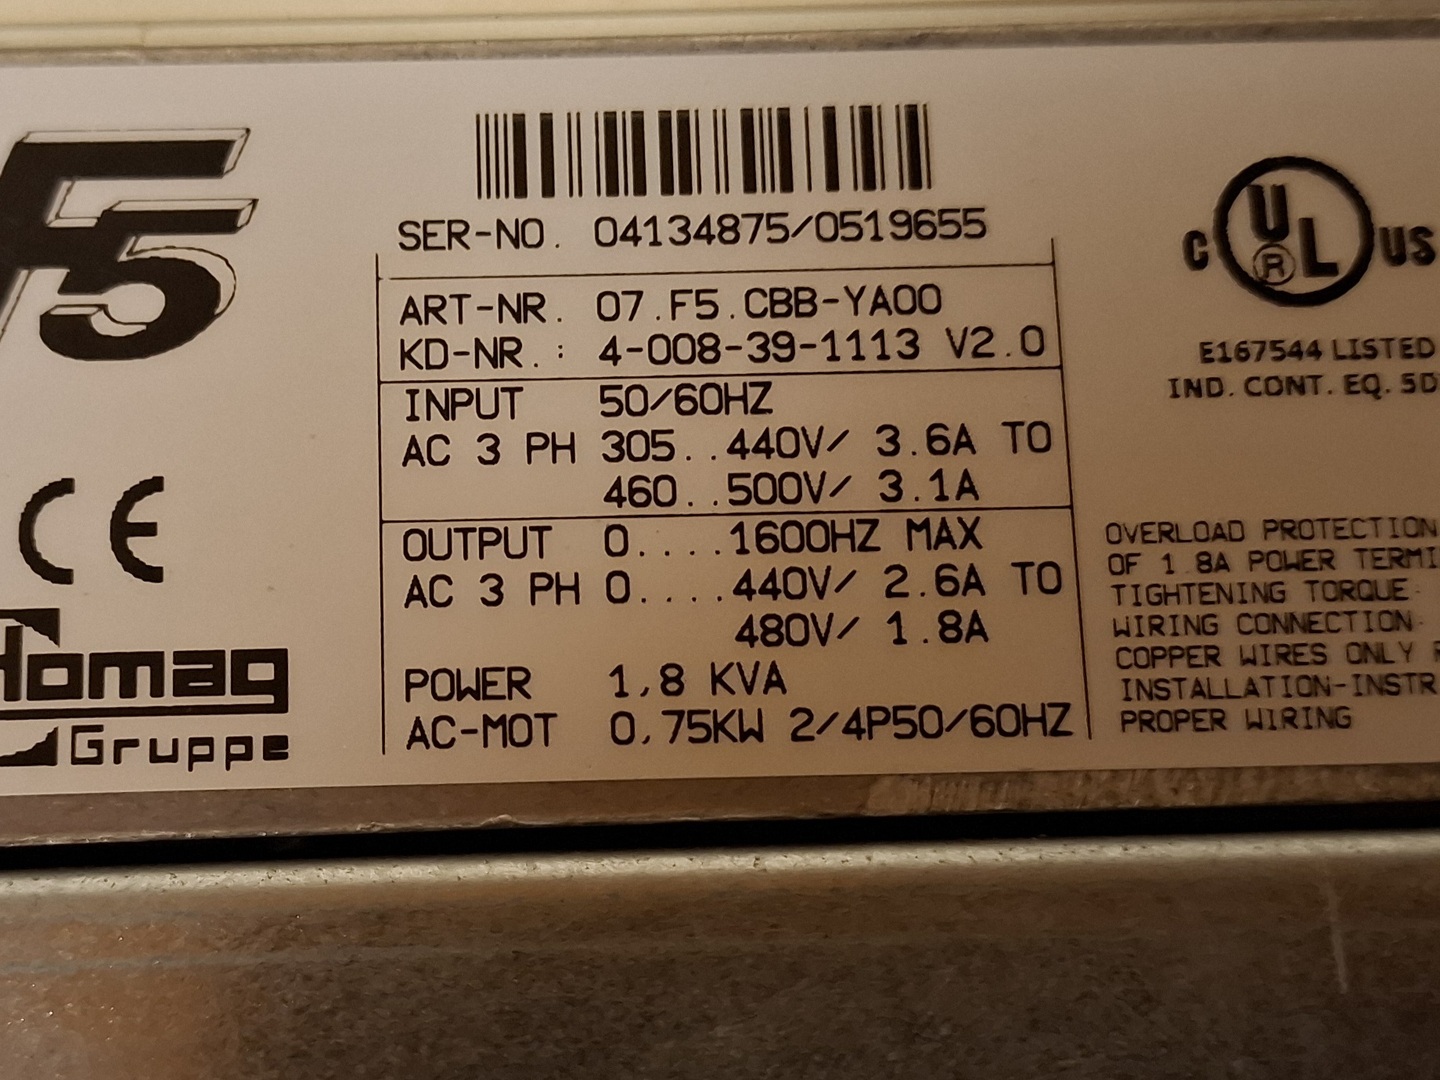 F5
SER-NO. 04134875/0519655
ART-NR. 07.F5.CBB-YA00
KD-NR.: 4-008-39-1113 V2.0
INPUT 50/60HZ
AC 3 PH 305..440V/ 3.6A TO
460..500V/ 3.1A
OUTPUT 0....1600HZ MAX
AC 3 PH 0....440V/ 2.6A TO
480V/ 1.8A
POWER 1,8 KVA
AC-MOT 0,75KW 2/4P50/60HZ
CE
Homag
Gruppe
C UL US
®
E167544 LISTED
IND. CONT. EQ. 5D
OVERLOAD PROTECTION
OF 1.8A POWER
TIGHTENING TORQUE
WIRING CONNECTION
COPPER WIRES ONLY
INSTALLATION-INSTR
PROPER WIRING